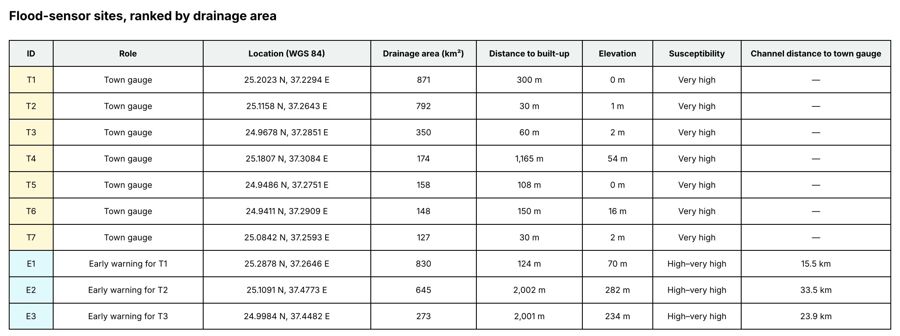 Flood-sensor sites, ranked by drainage area
ID Role Location (WGS 84) Drainage area (km²) Distance to built-up Elevation Susceptibility Channel distance to town gauge
T1 Town gauge 25.2023 N, 37.2294 E 871 300 m 0 m Very high —
T2 Town gauge 25.1158 N, 37.2643 E 792 30 m 1 m Very high —
T3 Town gauge 24.9678 N, 37.2851 E 350 60 m 2 m Very high —
T4 Town gauge 25.1807 N, 37.3084 E 174 1,165 m 54 m Very high —
T5 Town gauge 24.9486 N, 37.2751 E 158 108 m 0 m Very high —
T6 Town gauge 24.9411 N, 37.2909 E 148 150 m 16 m Very high —
T7 Town gauge 25.0842 N, 37.2593 E 127 30 m 2 m Very high —
E1 Early warning for T1 25.2878 N, 37.2646 E 830 124 m 70 m High–very high 15.5 km
E2 Early warning for T2 25.1091 N, 37.4773 E 645 2,002 m 282 m High–very high 33.5 km
E3 Early warning for T3 24.9984 N, 37.4482 E 273 2,001 m 234 m High–very high 23.9 km